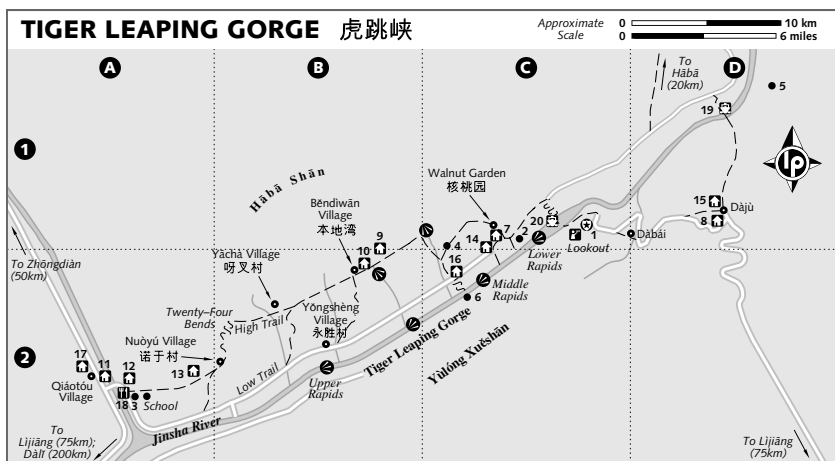 TIGER LEAPING GORGE 虎跳峡
Approximate Scale
0 10 km
0 6 miles
A
B
C
D
To Hābā (20km)
5
19
1
lp
Hābā Shān
Walnut Garden
核桃园
Běndìwān Village
本地湾
9
10
7
14
4
2
20
1
Lookout
15
8
Dàjù
Dàbái
Lower Rapids
16
Middle Rapids
6
To Zhōngdiàn (50km)
Yāchà Village
呀叉村
Twenty–Four Bends
High Trail
Yǒngshèng Village
永胜村
2
Nuòyú Village
诺于村
17
11
12
13
Qiáotóu Village
18
3
School
Low Trail
Upper Rapids
Tiger Leaping Gorge
Yùlóng Xuěshān
Jinsha River
To Lìjiāng (75km);
Dàlǐ (200km)
To Lìjiāng (75km)